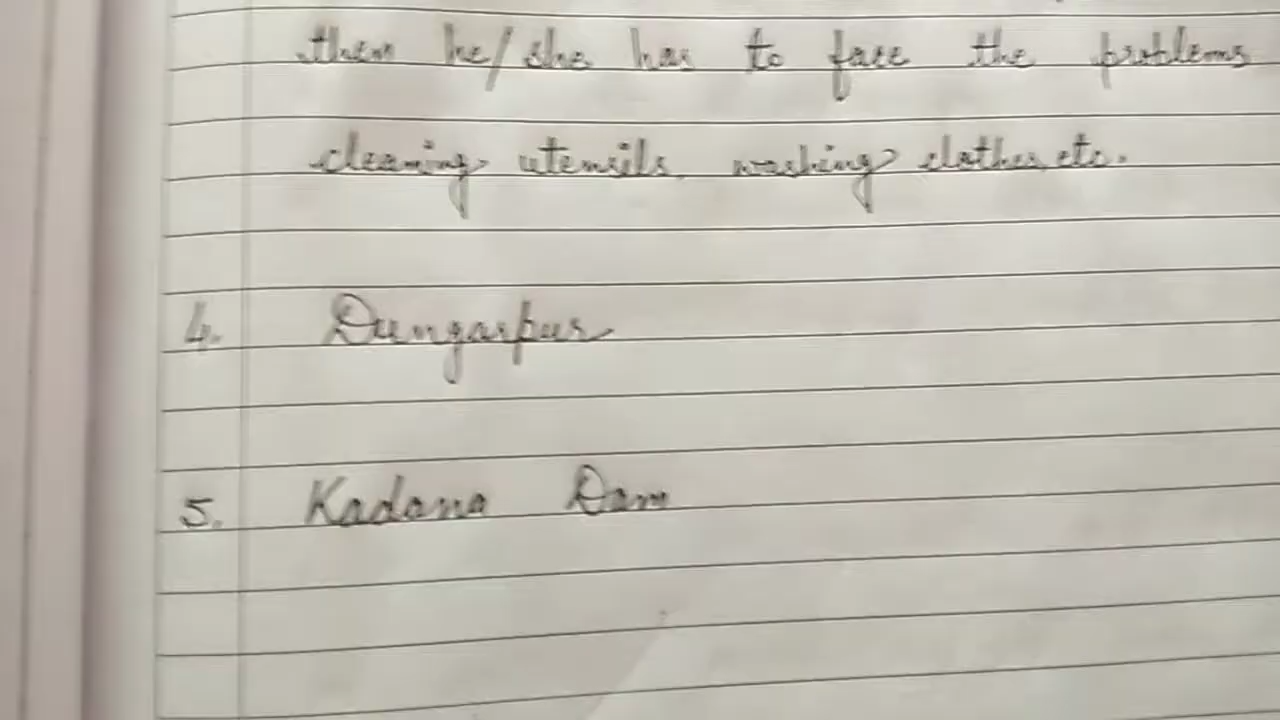 then he/she has to face the problems
cleaning utensils, washing clothes, etc.
4. Dungarpur
5. Kadana Dam